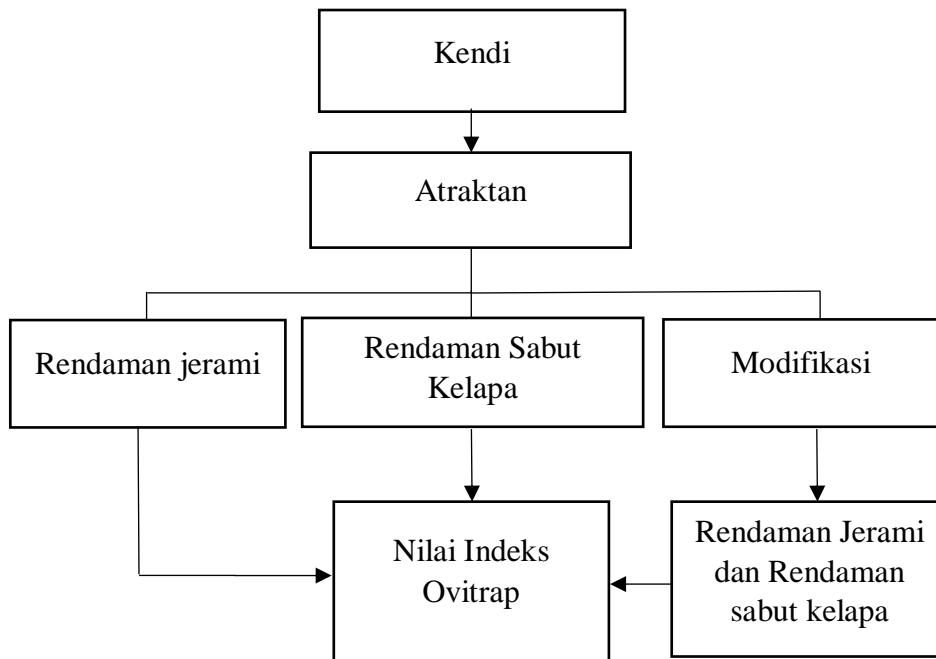 Kendi
Atraktan
Rendaman jerami
Rendaman Sabut
Kelapa
Modifikasi
Nilai Indeks
Ovitrap
Rendaman Jerami
dan Rendaman
sabut kelapa